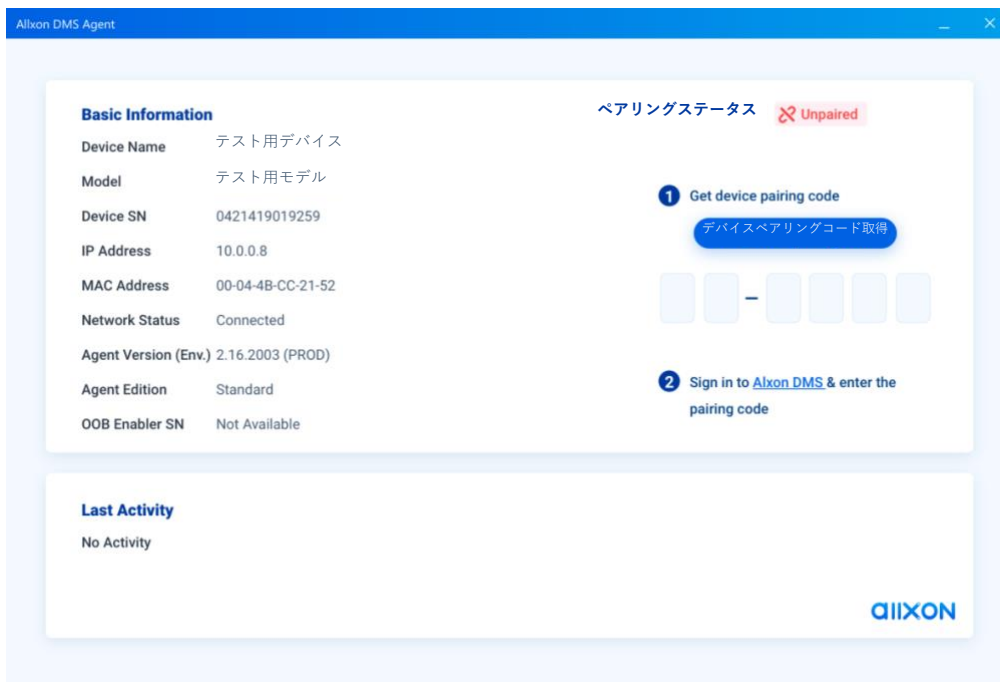 Allxon DMS Agent
Basic Information
Device Name テスト用デバイス
Model テスト用モデル
Device SN 0421419019259
IP Address 10.0.0.8
MAC Address 00-04-4B-CC-21-52
Network Status Connected
Agent Version (Env.) 2.16.2003 (PROD)
Agent Edition Standard
OOB Enabler SN Not Available
ペアリングステータス Unpaired
1 Get device pairing code
デバイスペアリングコード取得
–
2 Sign in to Alxon DMS & enter the
pairing code
Last Activity
No Activity
allxon